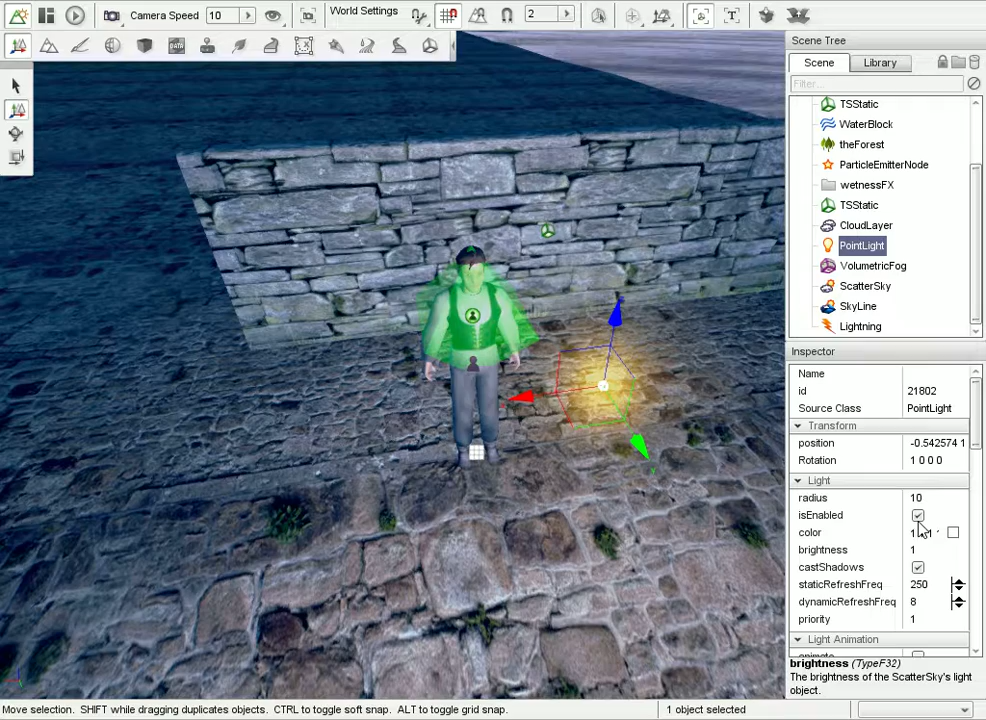 Camera Speed 10
World Settings
2
DATA
T
Scene Tree
Scene Library
Filter...
TSStatic
WaterBlock
theForest
ParticleEmitterNode
wetnessFX
TSStatic
CloudLayer
PointLight
VolumetricFog
ScatterSky
SkyLine
Lightning
Inspector
Name
id 21802
Source Class PointLight
Transform
position -0.542574 1
Rotation 1 0 0 0
Light
radius 10
isEnabled
color
brightness 1
castShadows
staticRefreshFreq 250
dynamicRefreshFreq 8
priority 1
Light Animation
animate
brightness (TypeF32)
The brightness of the ScatterSky's light
object.
Move selection. SHIFT while dragging duplicates objects. CTRL to toggle soft snap. ALT to toggle grid snap.
1 object selected